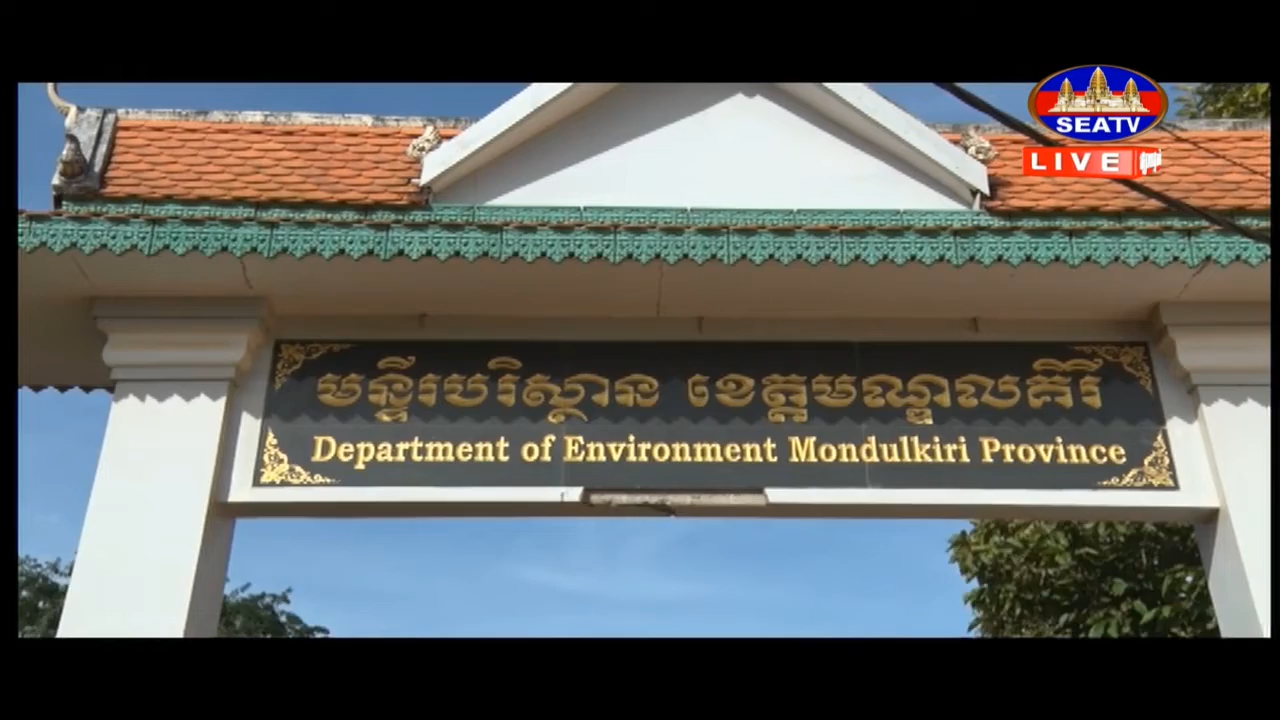 SEATV
LIVE
មន្ទីរបរិស្ថាន ខេត្តមណ្ឌលគិរី
Department of Environment Mondulkiri Province